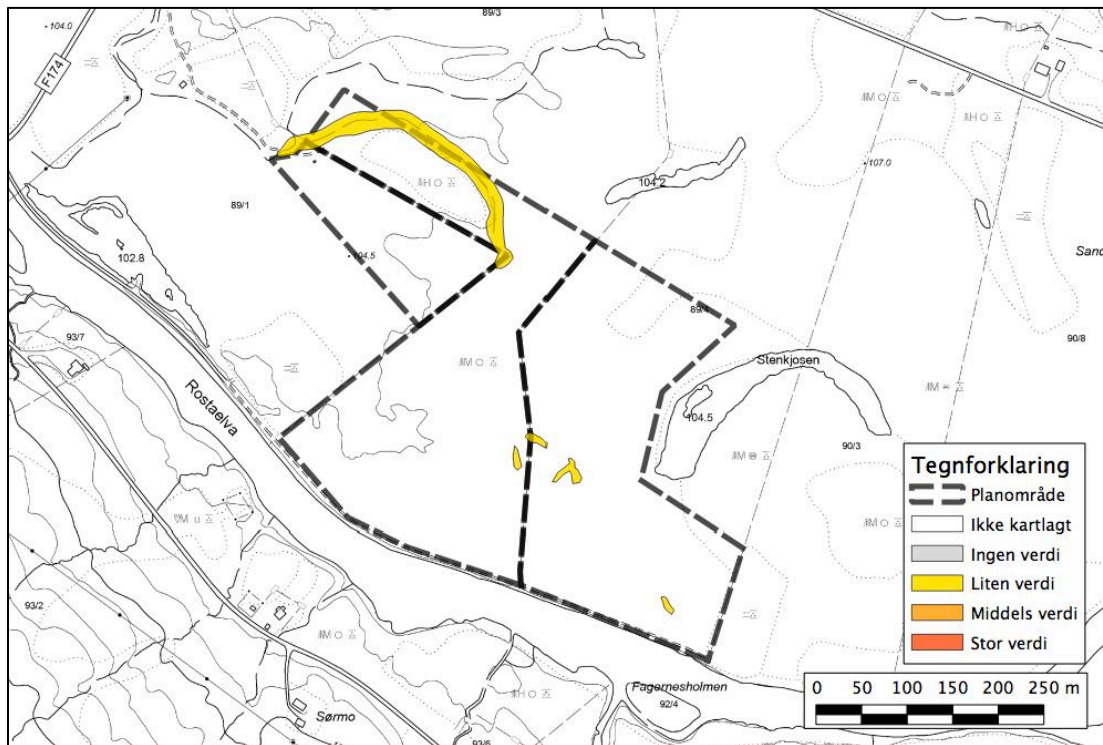 104.0
89/3
F174
107.0
104.2
89/1
104.5
102.8
Sand
89/4
90/8
93/7
Stenkjosen
Rostaelva
104.5
90/3
Tegnforklaring
Planområde
Ikke kartlagt
Ingen verdi
Liten verdi
Middels verdi
Stor verdi
93/2
Fagernesholmen
92/4
0 50 100 150 200 250 m
Sørmo
93/6